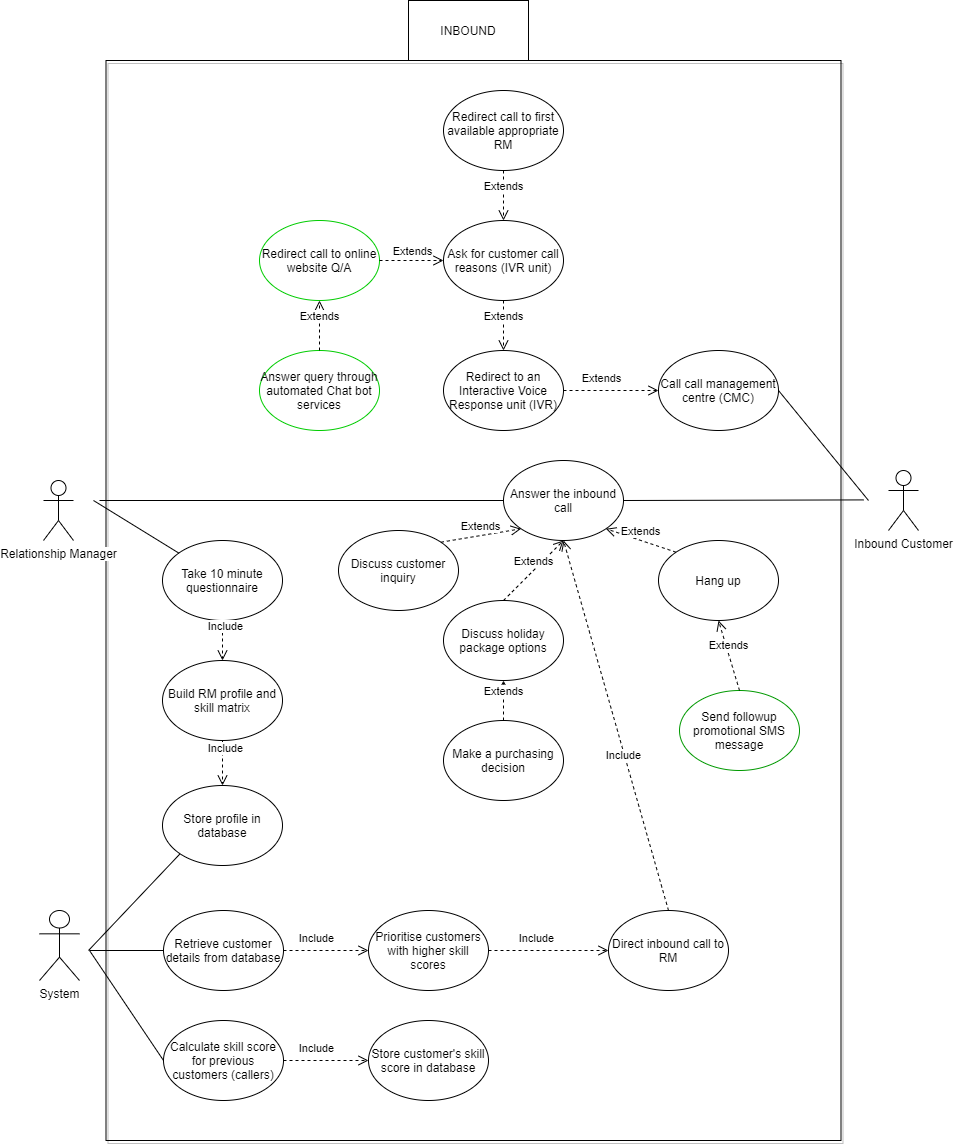 INBOUND
Redirect call to first
available appropriate
RM
Extends
Redirect call to online
website Q/A
Extends
Ask for customer call
reasons (IVR unit)
Extends
Extends
Answer query through
automated Chat bot
services
Redirect to an
Interactive Voice
Response unit (IVR)
Extends
Call call management
centre (CMC)
Relationship Manager
Answer the inbound
call
Inbound Customer
Extends
Extends
Extends
Discuss customer
inquiry
Take 10 minute
questionnaire
Hang up
Include
Discuss holiday
package options
Extends
Extends
Build RM profile and
skill matrix
Send followup
promotional SMS
message
Include
Make a purchasing
decision
Include
Store profile in
database
System
Retrieve customer
details from database
Include
Prioritise customers
with higher skill
scores
Include
Direct inbound call to
RM
Calculate skill score
for previous
customers (callers)
Include
Store customer's skill
score in database